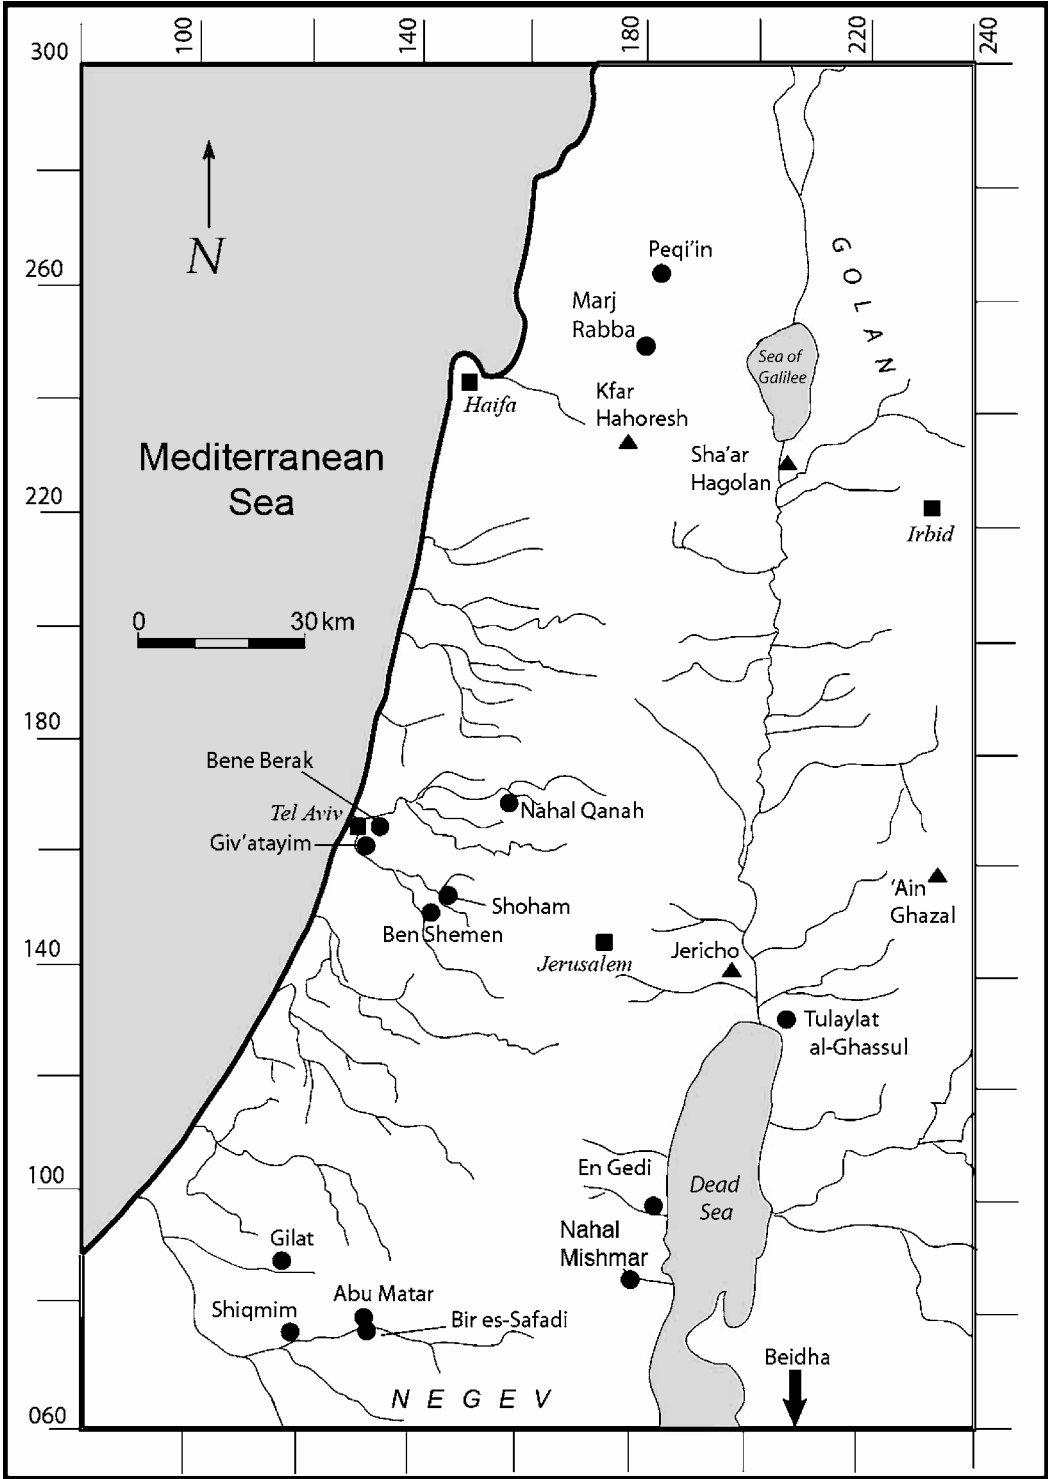 100
140
180
220
240
300
260
220
180
140
100
060
N
Peqi'in
Marj
Rabba
GOLAN
Sea of
Galilee
Haifa
Kfar
Hahoresh
Sha'ar
Hagolan
Mediterranean
Sea
Irbid
0 30 km
Bene Berak
Tel Aviv
Nahal Qanah
Giv'atayim
'Ain
Ghazal
Shoham
Ben Shemen
Jericho
Jerusalem
Tulaylat
al-Ghassul
En Gedi
Dead
Sea
Nahal
Mishmar
Gilat
Abu Matar
Shiqmim
Bir es-Safadi
Beidha
NEGEV